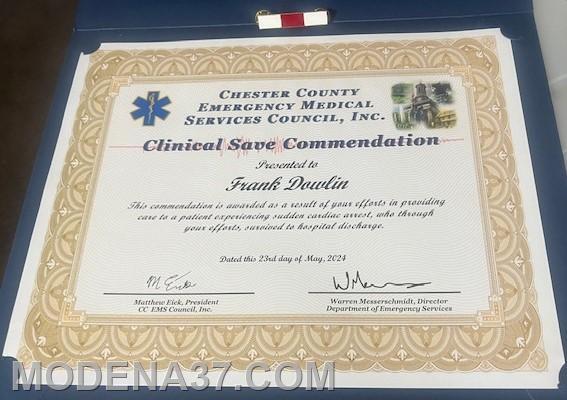 CHESTER COUNTY
EMERGENCY MEDICAL
SERVICES COUNCIL, INC.
Clinical Save Commendation
Presented to
Frank Dowlin
This commendation is awarded as a result of your efforts in providing
care to a patient experiencing sudden cardiac arrest, who through
your efforts, survived to hospital discharge.
Dated this 23rd day of May, 2024
Matthew Eick, President
CC EMS Council, Inc.
Warren Messerschmidt, Director
Department of Emergency Services
MODENA37.COM